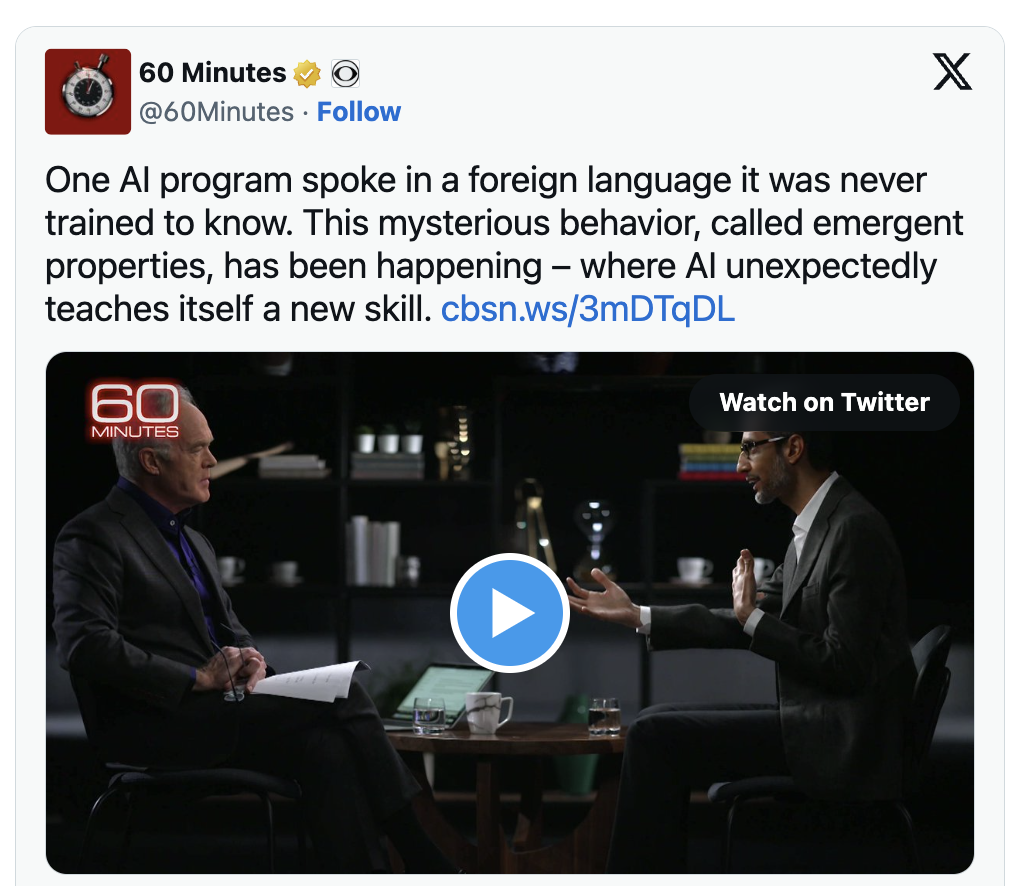 60 Minutes
@60Minutes · Follow
One AI program spoke in a foreign language it was never
trained to know. This mysterious behavior, called emergent
properties, has been happening – where AI unexpectedly
teaches itself a new skill. cbsn.ws/3mDTqDL
60
MINUTES
Watch on Twitter